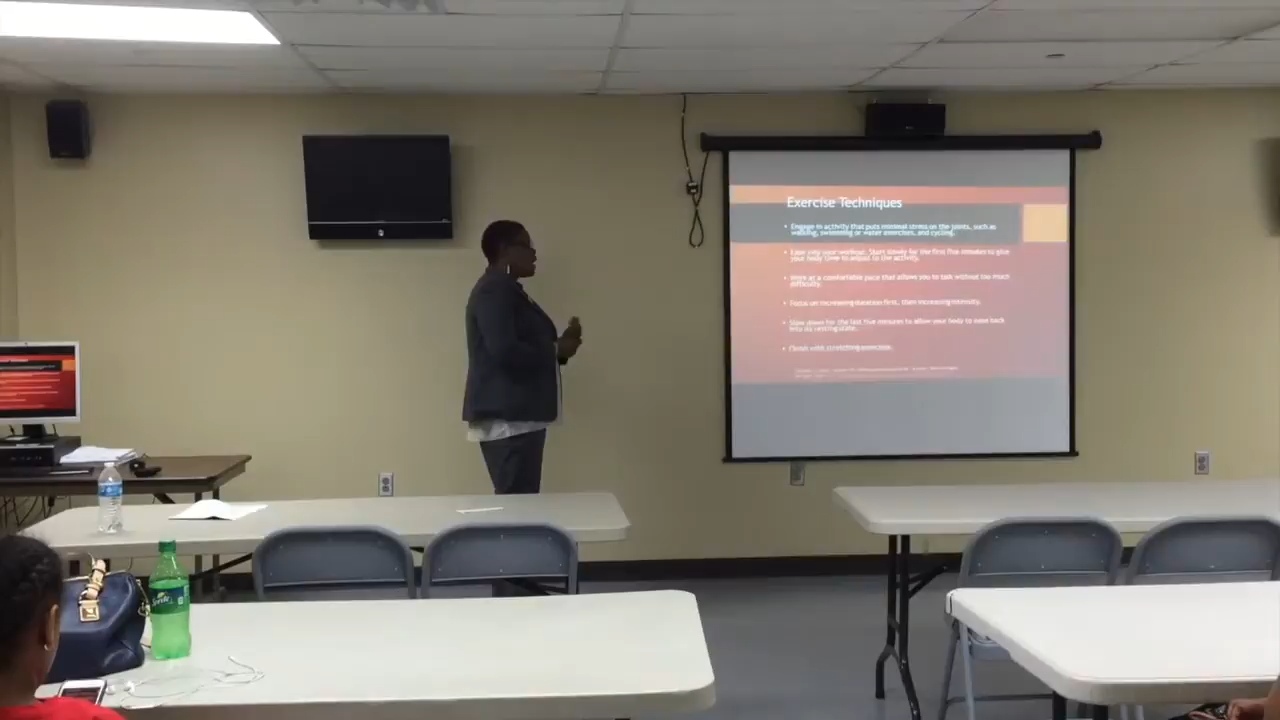 Exercise Techniques
• Engage in activity that puts minimal stress on the joints, such as
walking, swimming or water exercises, and cycling.
• Ease into your workout. Start slowly for the first five minutes to give
your body time to adjust to the activity.
• Work at a comfortable pace that allows you to talk without too much
difficulty.
• Focus on increasing duration first, then increasing intensity.
• Slow down for the last five minutes to allow your body to ease back
into its resting state.
• Finish with stretching exercises.
Sprite